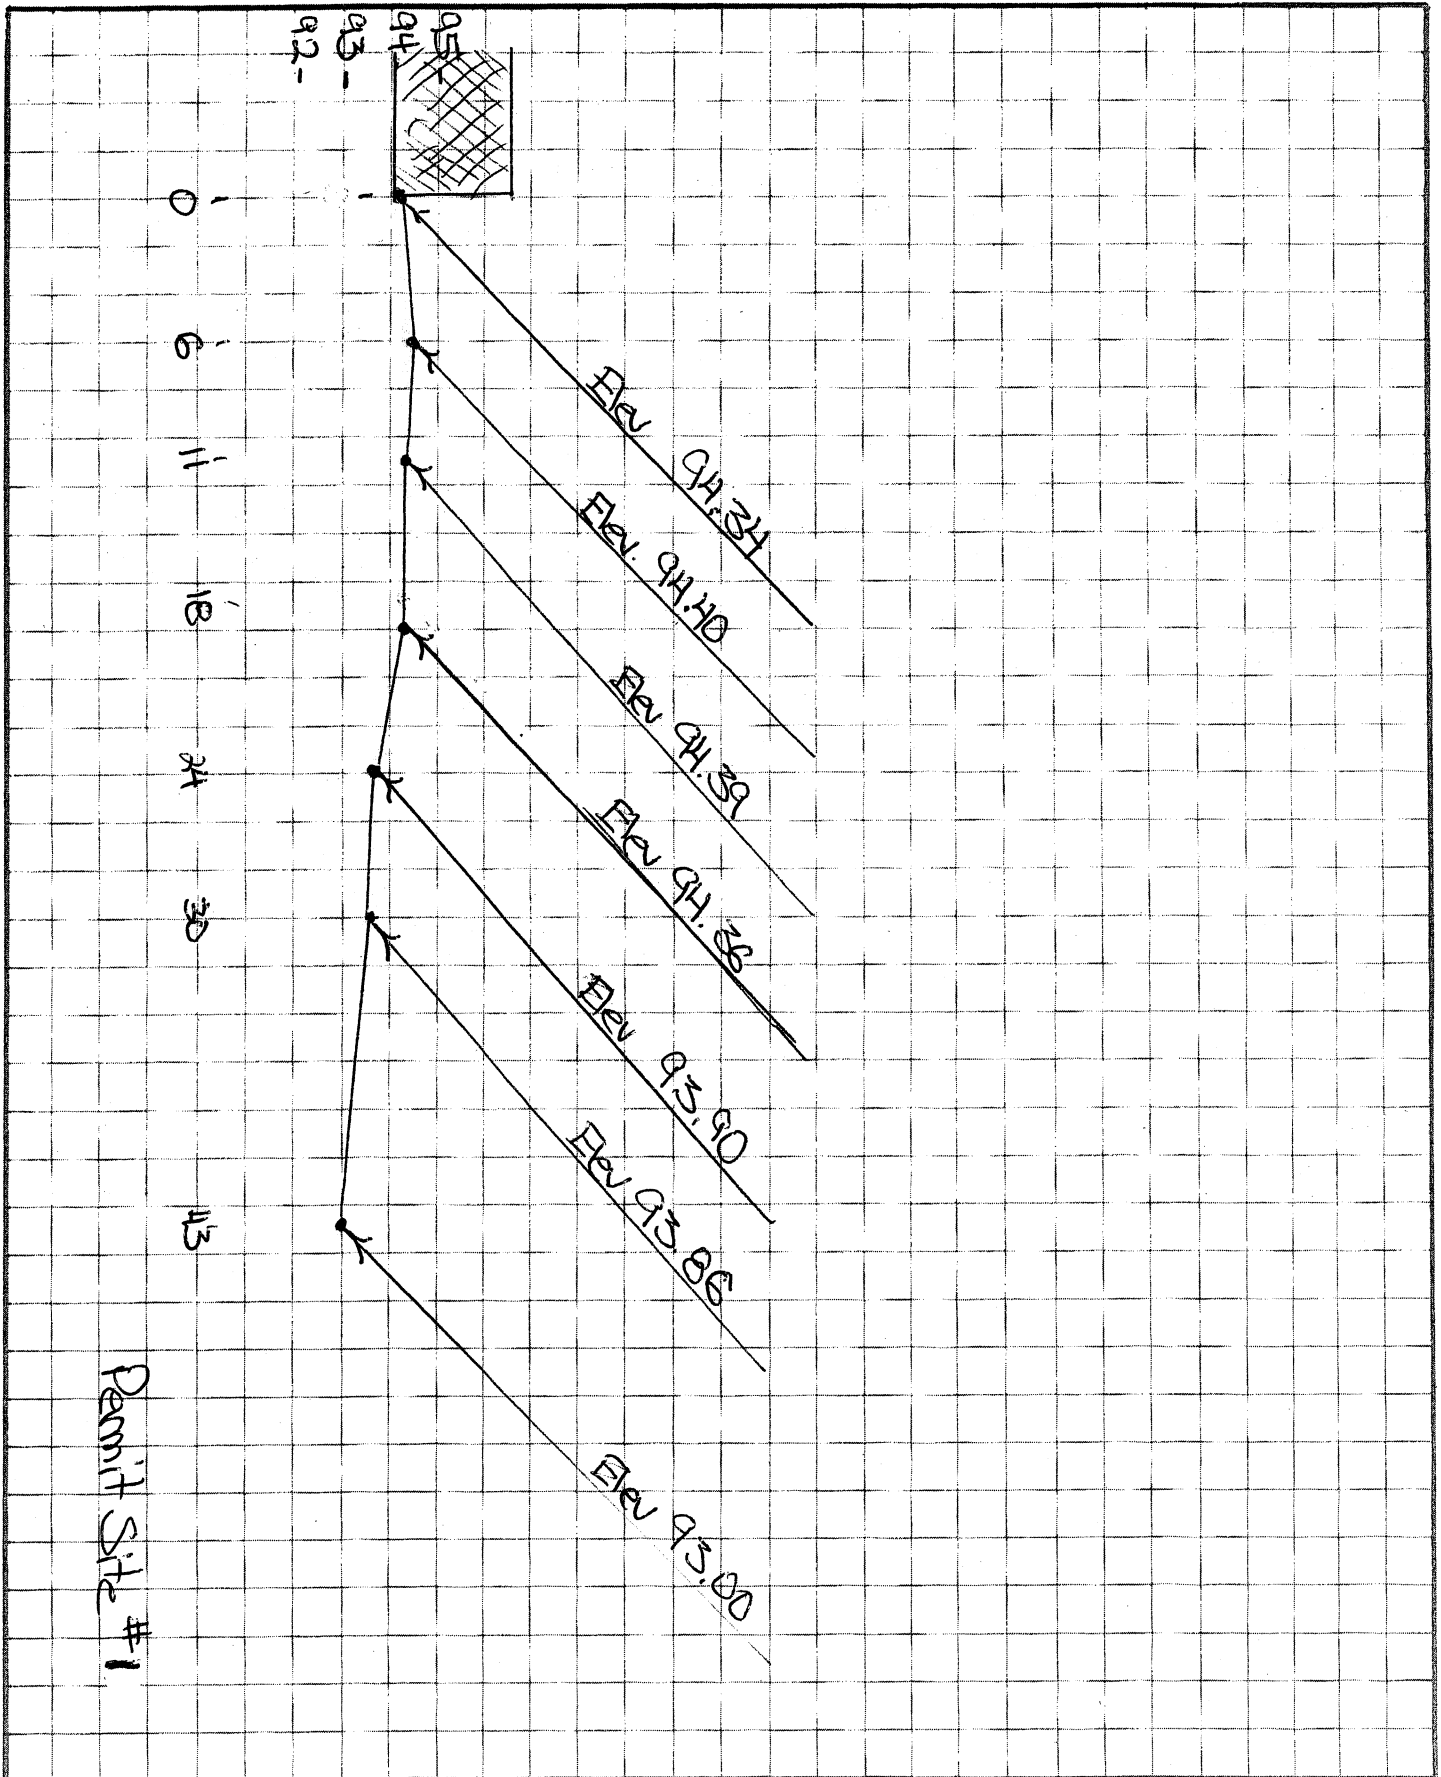 95-
94
93 -
92 -
Elev 94.34
Elev. 94.40
Elev 94.39
Elev 94.36
Elev 93.90
Elev 93.86
Elev 93.00
0
6
11
18
24
30
43
Permit Site #1